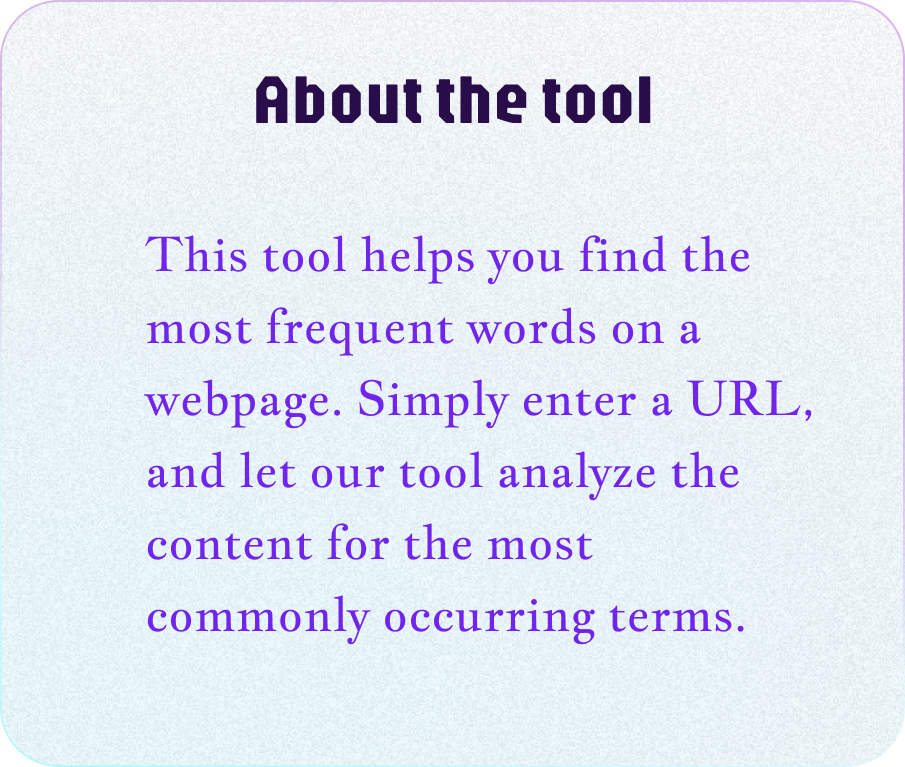 About the tool
This tool helps you find the
most frequent words on a
webpage. Simply enter a URL,
and let our tool analyze the
content for the most
commonly occurring terms.